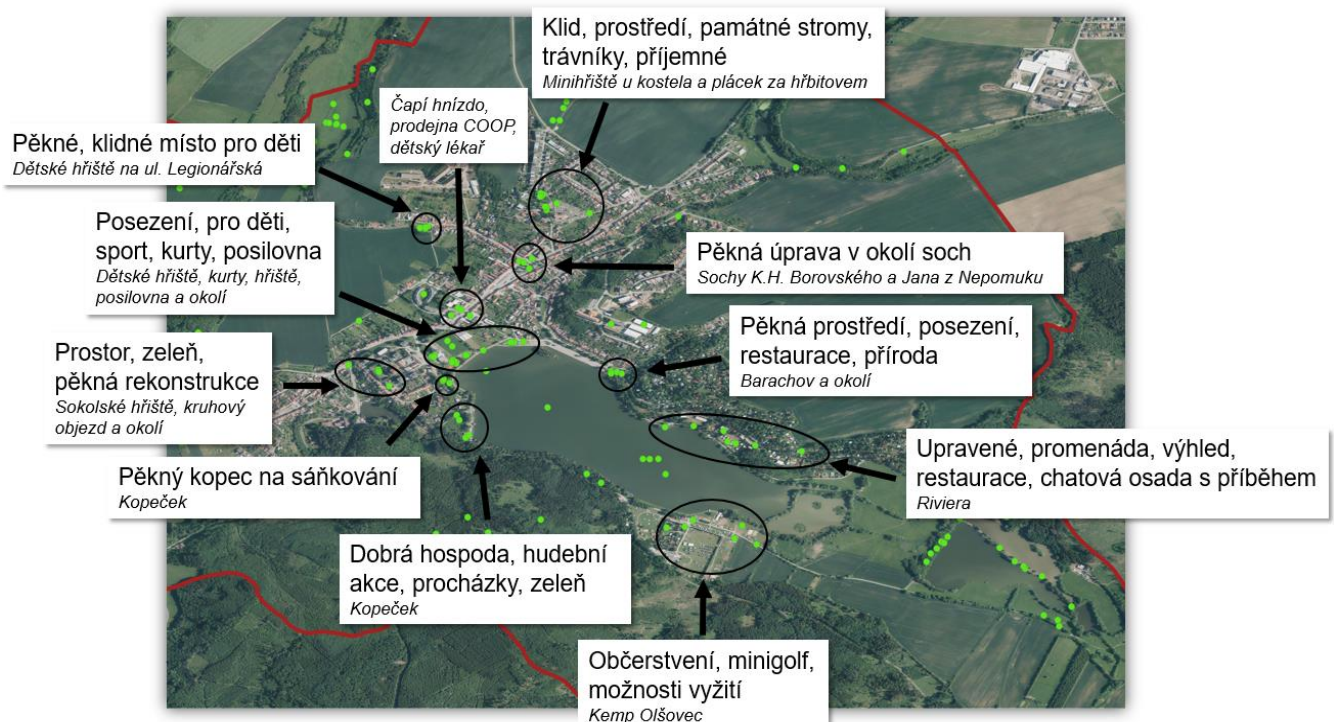 Klid, prostředí, památné stromy,
trávníky, příjemné
Minihřiště u kostela a plácek za hřbitovem
Čapí hnízdo,
prodejna COOP,
dětský lékař
Pěkné, klidné místo pro děti
Dětské hřiště na ul. Legionářská
Posezení, pro děti,
sport, kurty, posilovna
Dětské hřiště, kurty, hřiště,
posilovna a okolí
Pěkná úprava v okolí soch
Sochy K.H. Borovského a Jana z Nepomuku
Prostor, zeleň,
pěkná rekonstrukce
Sokolské hřiště, kruhový
objezd a okolí
Pěkná prostředí, posezení,
restaurace, příroda
Barachov a okolí
Pěkný kopec na sáňkování
Kopeček
Upravené, promenáda, výhled,
restaurace, chatová osada s příběhem
Riviera
Dobrá hospoda, hudební
akce, procházky, zeleň
Kopeček
Občerstvení, minigolf,
možnosti vyžití
Kemp Olšovec